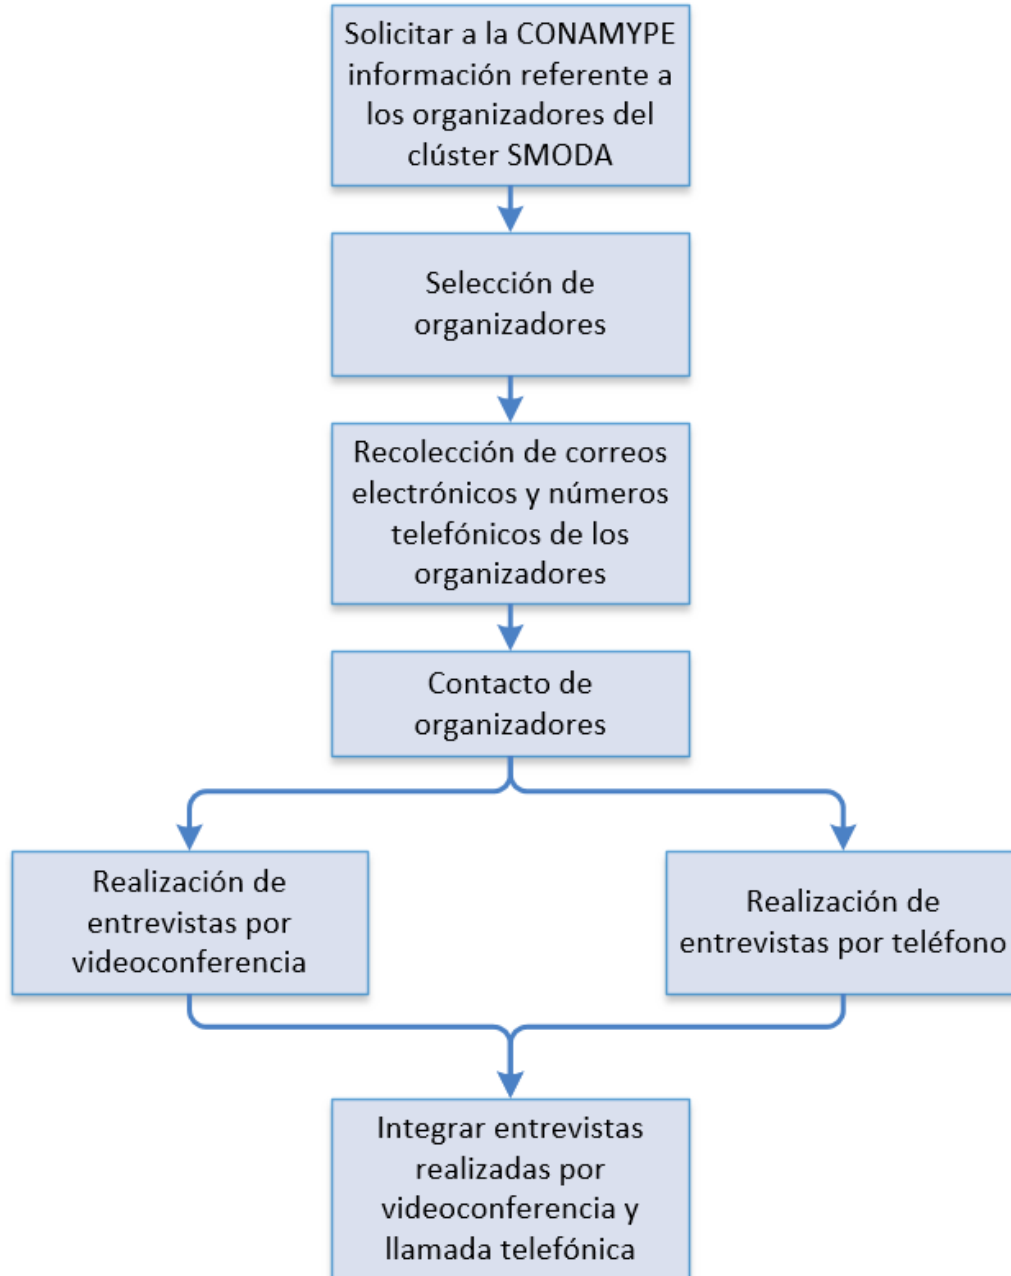 Solicitar a la CONAMYPE
información referente a
los organizadores del
clúster SMODA
Selección de
organizadores
Recolección de correos
electrónicos y números
telefónicos de los
organizadores
Contacto de
organizadores
Realización de
entrevistas por
videoconferencia
Realización de
entrevistas por teléfono
Integrar entrevistas
realizadas por
videoconferencia y
llamada telefónica